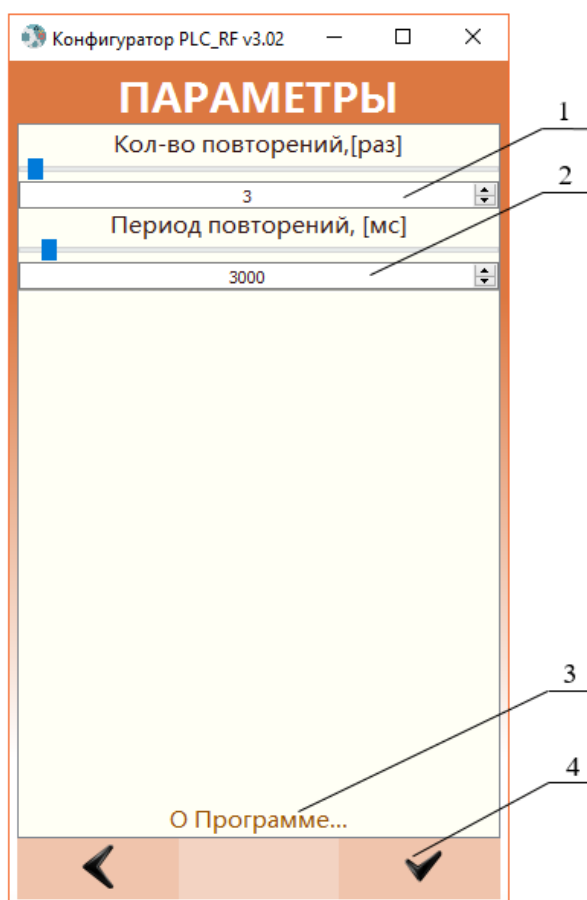 Конфигуратор PLC_RF v3.02
ПАРАМЕТРЫ
Кол-во повторений,[раз]
1
3
2
Период повторений, [мс]
3000
3
4
О Программе...